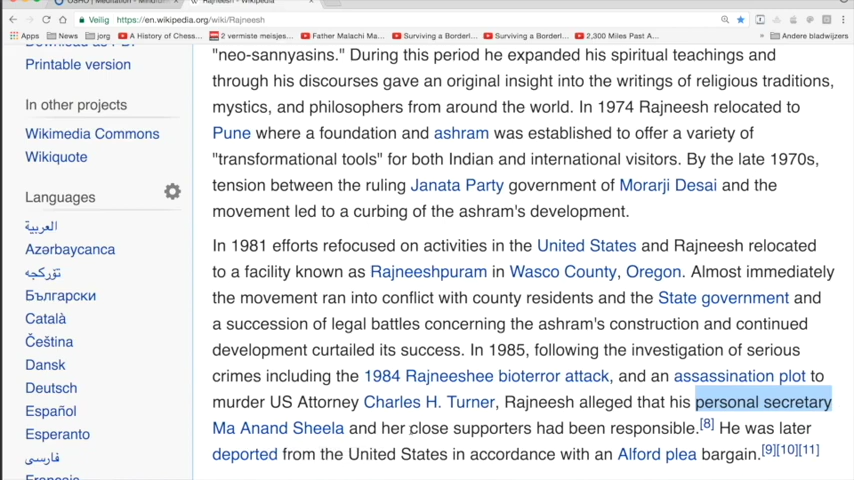 OSHO | Meditation - Mindfuln
Rajneesh - Wikipedia
Veilig
https://en.wikipedia.org/wiki/Rajneesh
Apps
News
jorg
A History of Chess...
2 vermiste meisjes...
Father Malachi Ma...
Surviving a Borderl...
Surviving a Borderl...
2,300 Miles Past A...
»
Andere bladwijzers
Download as PDF
Printable version
In other projects
Wikimedia Commons
Wikiquote
Languages
العربية
Azərbaycanca
تۆرکجه
Български
Català
Čeština
Dansk
Deutsch
Español
Esperanto
فارسی
Français
"neo-sannyasins." During this period he expanded his spiritual teachings and
through his discourses gave an original insight into the writings of religious traditions,
mystics, and philosophers from around the world. In 1974 Rajneesh relocated to
Pune where a foundation and ashram was established to offer a variety of
"transformational tools" for both Indian and international visitors. By the late 1970s,
tension between the ruling Janata Party government of Morarji Desai and the
movement led to a curbing of the ashram's development.
In 1981 efforts refocused on activities in the United States and Rajneesh relocated
to a facility known as Rajneeshpuram in Wasco County, Oregon. Almost immediately
the movement ran into conflict with county residents and the State government and
a succession of legal battles concerning the ashram's construction and continued
development curtailed its success. In 1985, following the investigation of serious
crimes including the 1984 Rajneeshee bioterror attack, and an assassination plot to
murder US Attorney Charles H. Turner, Rajneesh alleged that his personal secretary
Ma Anand Sheela and her close supporters had been responsible.[8] He was later
deported from the United States in accordance with an Alford plea bargain.[9][10][11]